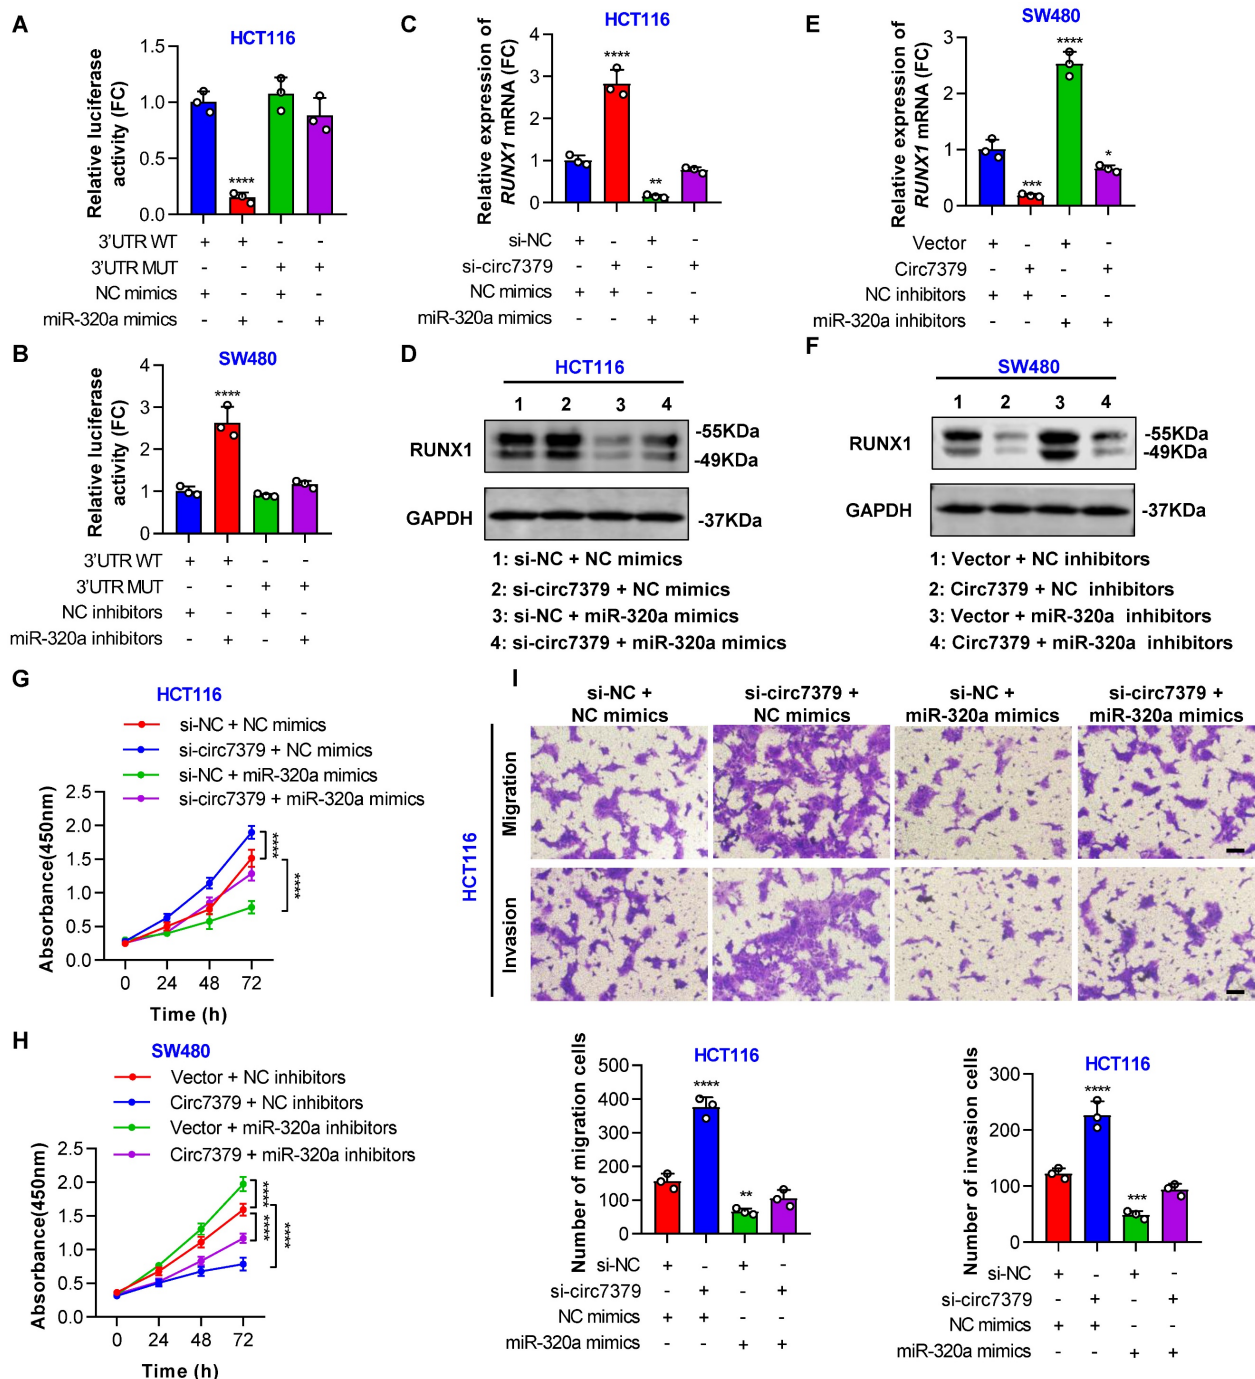 A
HCT116
Relative luciferase
activity (FC)
1.5
1.0
0.5
0.0
****
3'UTR WT + + - -
3'UTR MUT - - + +
NC mimics + - + -
miR-320a mimics - + - +
B
SW480
Relative luciferase
activity (FC)
4
3
2
1
0
****
3'UTR WT + + - -
3'UTR MUT - - + +
NC inhibitors + - + -
miR-320a inhibitors - + - +
C
HCT116
Relative expression of
RUNX1 mRNA (FC)
4
3
2
1
0
****
**
si-NC + - + -
si-circ7379 - + - +
NC mimics + + - -
miR-320a mimics - - + +
D
HCT116
1 2 3 4
RUNX1
-55KDa
-49KDa
GAPDH
-37KDa
1: si-NC + NC mimics
2: si-circ7379 + NC mimics
3: si-NC + miR-320a mimics
4: si-circ7379 + miR-320a mimics
E
SW480
Relative expression of
RUNX1 mRNA (FC)
3
2
1
0
***
****
*
Vector + - + -
Circ7379 - + - +
NC inhibitors + + - -
miR-320a inhibitors - - + +
F
SW480
1 2 3 4
RUNX1
-55KDa
-49KDa
GAPDH
-37KDa
1: Vector + NC inhibitors
2: Circ7379 + NC inhibitors
3: Vector + miR-320a inhibitors
4: Circ7379 + miR-320a inhibitors
G
HCT116
si-NC + NC mimics
si-circ7379 + NC mimics
si-NC + miR-320a mimics
si-circ7379 + miR-320a mimics
Absorbance(450nm)
2.5
2.0
1.5
1.0
0.5
0.0
0 24 48 72
Time (h)
****
****
H
SW480
Vector + NC inhibitors
Circ7379 + NC inhibitors
Vector + miR-320a inhibitors
Circ7379 + miR-320a inhibitors
Absorbance(450nm)
2.5
2.0
1.5
1.0
0.5
0.0
0 24 48 72
Time (h)
****
****
****
I
si-NC +
NC mimics
si-circ7379 +
NC mimics
si-NC +
miR-320a mimics
si-circ7379 +
miR-320a mimics
HCT116
Migration
Invasion
HCT116
Number of migration cells
500
400
300
200
100
0
****
**
si-NC + - + -
si-circ7379 - + - +
NC mimics + + - -
miR-320a mimics - - + +
HCT116
Number of invasion cells
300
200
100
0
****
***
si-NC + - + -
si-circ7379 - + - +
NC mimics + + - -
miR-320a mimics - - + +